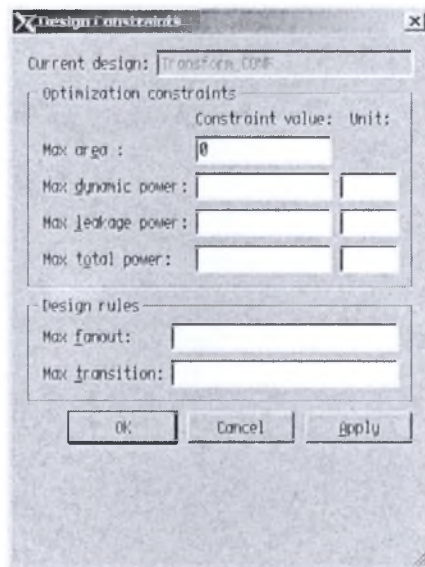 Design Constraints
Current design: Transform_CONF
Optimization constraints
Constraint value: Unit:
Max area : 0
Max dynamic power:
Max leakage power:
Max total power:
Design rules
Max fanout:
Max transition:
OK Cancel Apply